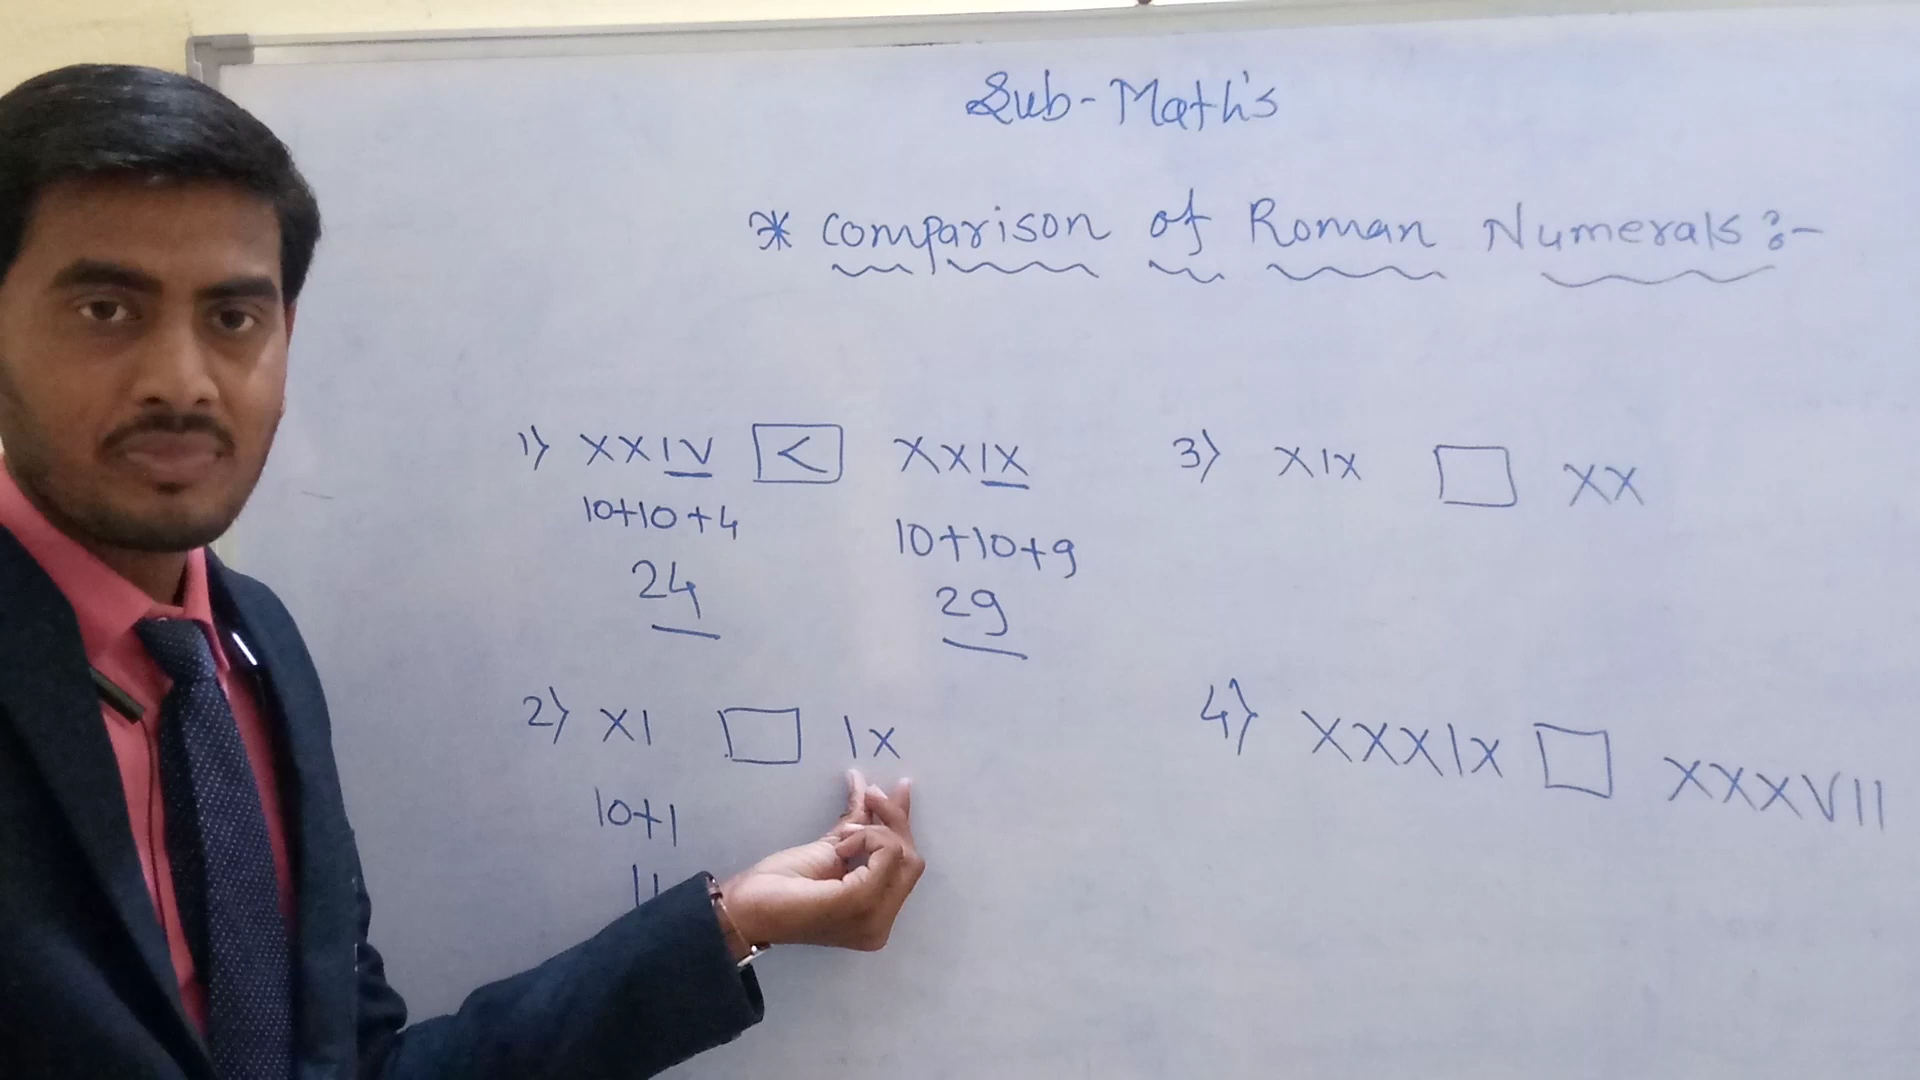 Sub-Math's
* Comparison of Roman Numerals:-
1) XXIV < XXIX
10+10+4 10+10+9
24 29
2) XI IX
10+1
11
3) XIX XX
4) XXXIX XXXVII